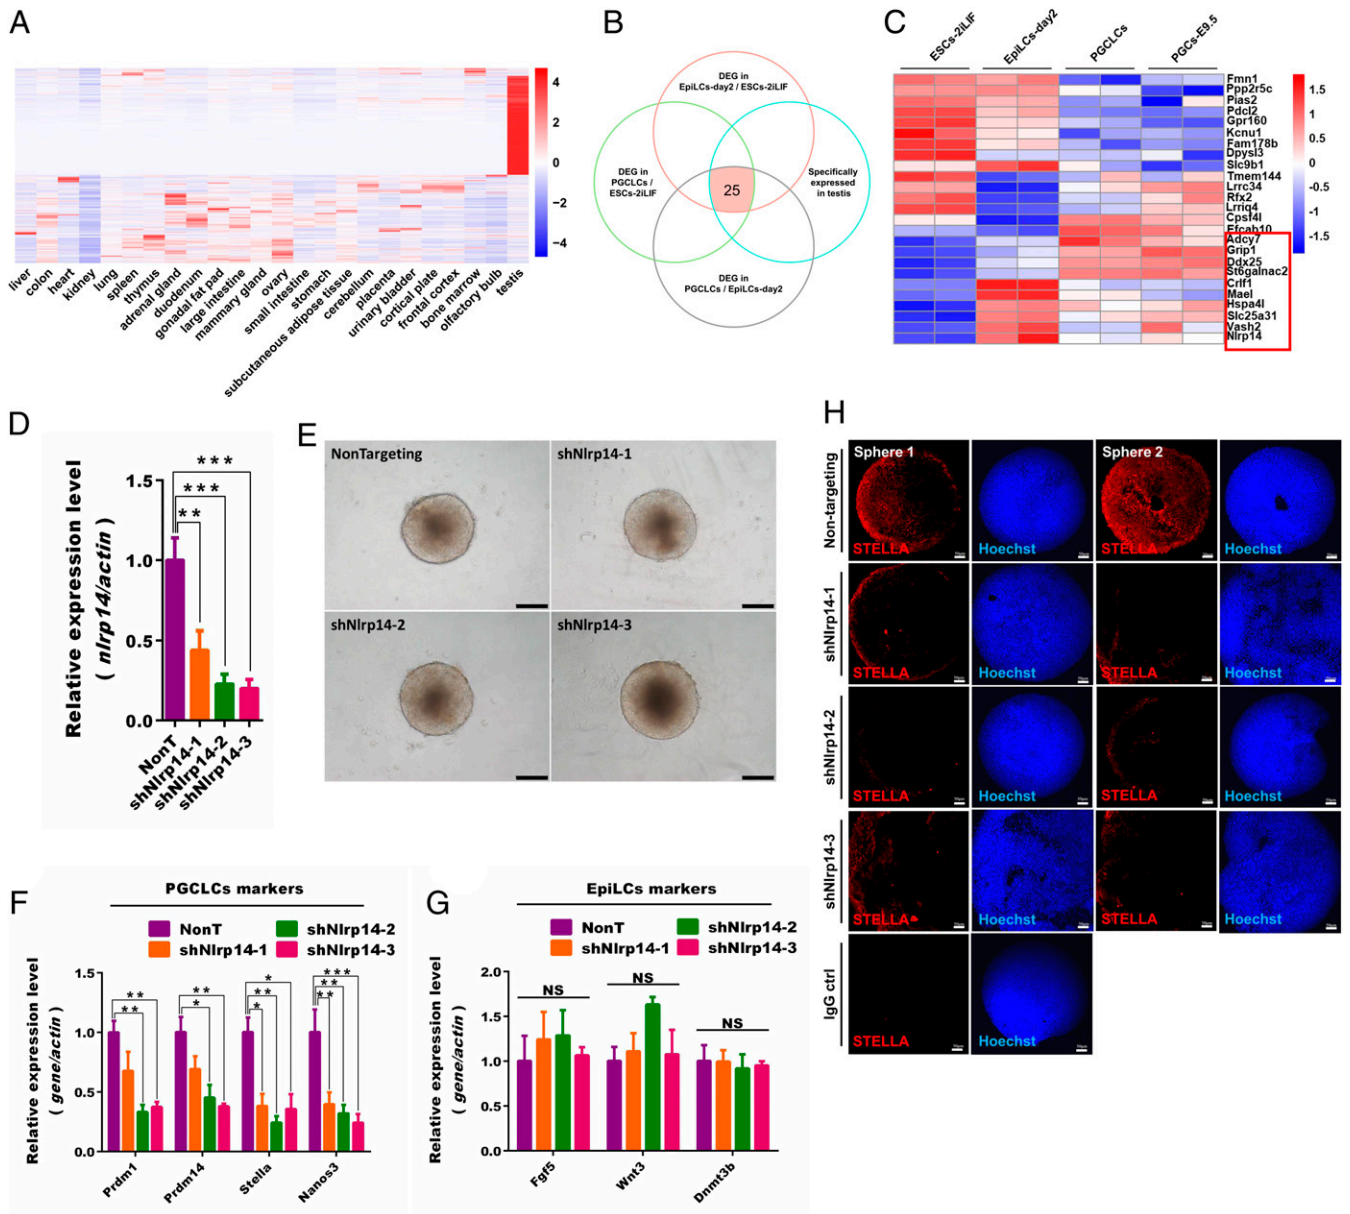 A
4
2
0
−2
−4
liver
colon
heart
kidney
lung
spleen
thymus
adrenal gland
duodenum
gonadal fat pad
large intestine
mammary gland
ovary
small intestine
stomach
subcutaneous adipose tissue
cerebellum
placenta
urinary bladder
cortical plate
frontal cortex
bone marrow
olfactory bulb
testis
B
DEG in
EpiLCs-day2 / ESCs-2iLIF
DEG in
PGCLCs /
ESCs-2iLIF
25
Specifically
expressed
in testis
DEG in
PGCLCs / EpiLCs-day2
C
ESCs-2iLIF
EpiLCs-day2
PGCLCs
PGCs-E9.5
Fmn1
Ppp2r5c
Pias2
Pdcl2
Gpr160
Kcnu1
Fam178b
Dpysl3
Slc9b1
Tmem144
Lrrc34
Rfx2
Lrriq4
Cpsf4l
Efcab10
Adcy7
Grip1
Ddx25
St6galnac2
Crlf1
Mael
Hspa4l
Slc25a31
Vash2
Nlrp14
1.5
1
0.5
0
-0.5
-1
-1.5
D
Relative expression level
( nlrp14/actin )
1.5
1.0
0.5
0.0
***
***
**
NonT
shNlrp14-1
shNlrp14-2
shNlrp14-3
E
NonTargeting
shNlrp14-1
shNlrp14-2
shNlrp14-3
F
PGCLCs markers
NonT
shNlrp14-1
shNlrp14-2
shNlrp14-3
Relative expression level
( gene/actin )
1.5
1.0
0.5
0.0
**
**
**
*
*
**
*
***
**
**
Prdm1
Prdm14
Stella
Nanos3
G
EpiLCs markers
NonT
shNlrp14-1
shNlrp14-2
shNlrp14-3
Relative expression level
( gene/actin )
2.0
1.5
1.0
0.5
0.0
NS
NS
NS
Fgf5
Wnt3
Dnmt3b
H
Non-targeting
Sphere 1
STELLA
Hoechst
Sphere 2
STELLA
Hoechst
shNlrp14-1
STELLA
Hoechst
STELLA
Hoechst
shNlrp14-2
STELLA
Hoechst
STELLA
Hoechst
shNlrp14-3
STELLA
Hoechst
STELLA
Hoechst
IgG ctrl
STELLA
Hoechst